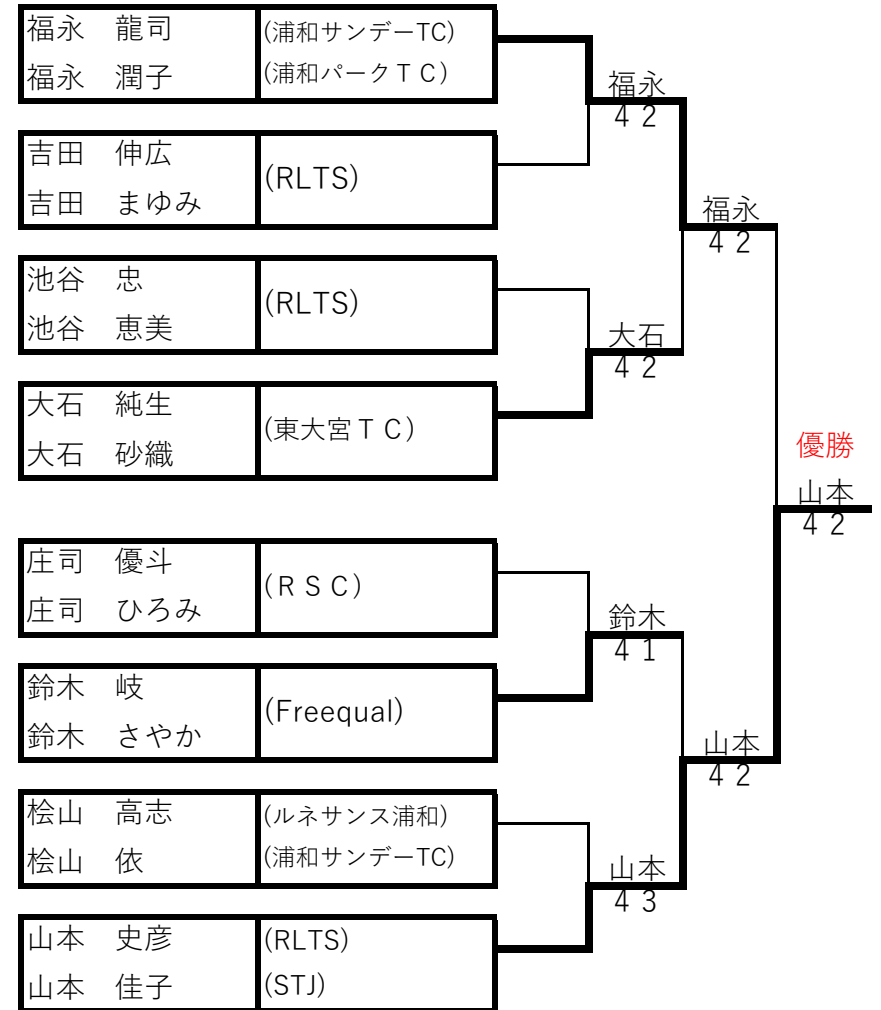 福永　龍司　(浦和サンデーTC)
福永　潤子　(浦和パークＴＣ)
福永
４２
吉田　伸広
吉田　まゆみ
(RLTS)
福永
４２
池谷　忠
池谷　恵美
(RLTS)
大石
４２
大石　純生
大石　砂織
(東大宮ＴＣ)
優勝
山本
４２
庄司　優斗
庄司　ひろみ
(ＲＳＣ)
鈴木
４１
鈴木　岐
鈴木　さやか
(Freequal)
山本
４２
桧山　高志　(ルネサンス浦和)
桧山　依　(浦和サンデーTC)
山本
４３
山本　史彦　(RLTS)
山本　佳子　(STJ)